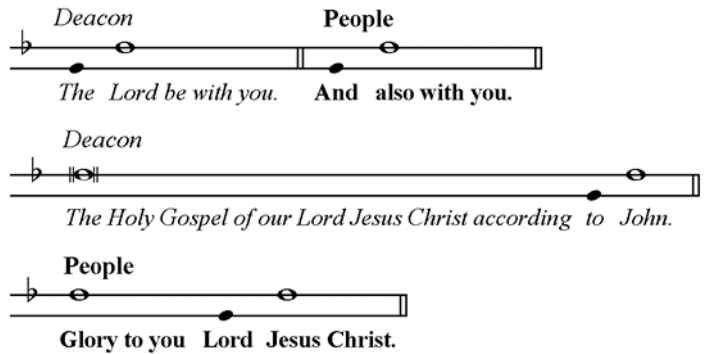 Deacon People
The Lord be with you. And also with you.
Deacon
The Holy Gospel of our Lord Jesus Christ according to John.
People
Glory to you Lord Jesus Christ.